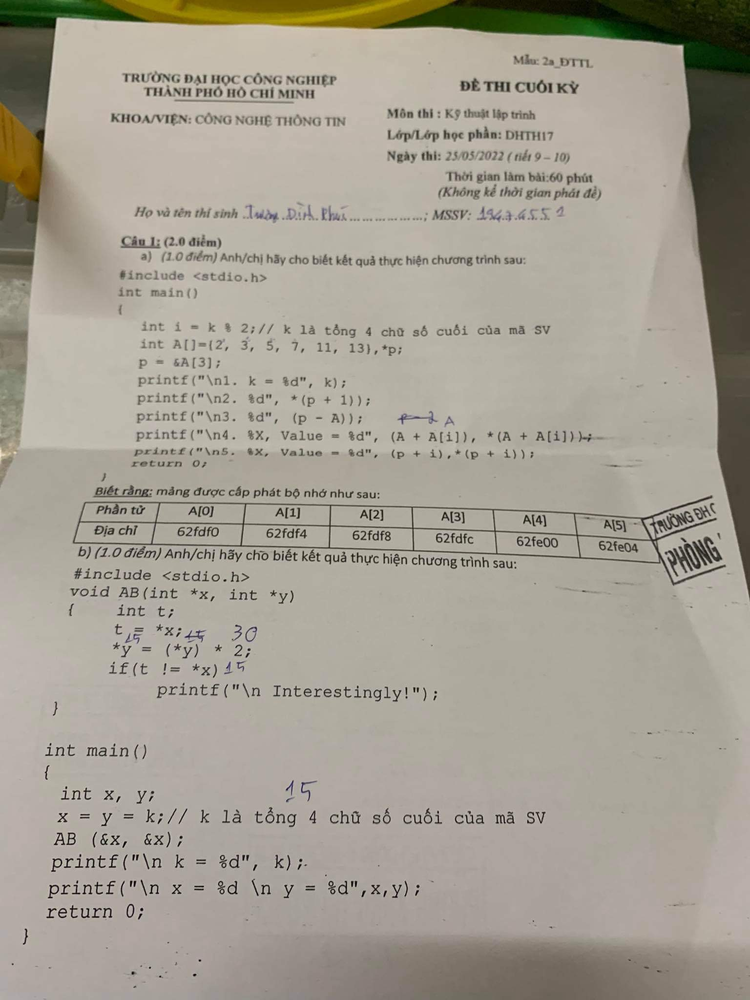 Mẫu: 2a_ĐTTL
TRƯỜNG ĐẠI HỌC CÔNG NGHIỆP
THÀNH PHỐ HỒ CHÍ MINH
KHOA/VIỆN: CÔNG NGHỆ THÔNG TIN
ĐỀ THI CUỐI KỲ
Môn thi : Kỹ thuật lập trình
Lớp/Lớp học phần: DHTH17
Ngày thi: 25/05/2022 ( tiết 9 – 10)
Thời gian làm bài:60 phút
(Không kể thời gian phát đề)
Họ và tên thí sinh ................; MSSV:
Câu 1: (2.0 điểm)
a) (1.0 điểm) Anh/chị hãy cho biết kết quả thực hiện chương trình sau:
#include <stdio.h>
int main()
{
int i = k % 2;// k là tổng 4 chữ số cuối của mã SV
int A[]={2, 3, 5, 7, 11, 13},*p;
p = &A[3];
printf("\n1. k = %d", k);
printf("\n2. %d", *(p + 1));
printf("\n3. %d", (p - A)); A
printf("\n4. %X, Value = %d", (A + A[i]), *(A + A[i]));
printf("\n5. %X, Value = %d", (p + i),*(p + i));
return 0;
}
Biết rằng: mảng được cấp phát bộ nhớ như sau:
Phần tử A[0] A[1] A[2] A[3] A[4] A[5]
Địa chỉ 62fdf0 62fdf4 62fdf8 62fdfc 62fe00 62fe04
TRƯỜNG ĐH
PHÒNG
b) (1.0 điểm) Anh/chị hãy cho biết kết quả thực hiện chương trình sau:
#include <stdio.h>
void AB(int *x, int *y)
{ int t;
t = *x; 15 30
15
*y = (*y) * 2;
if(t != *x) 15
printf("\n Interestingly!");
}
int main()
{
int x, y; 15
x = y = k;// k là tổng 4 chữ số cuối của mã SV
AB (&x, &x);
printf("\n k = %d", k);
printf("\n x = %d \n y = %d",x,y);
return 0;
}